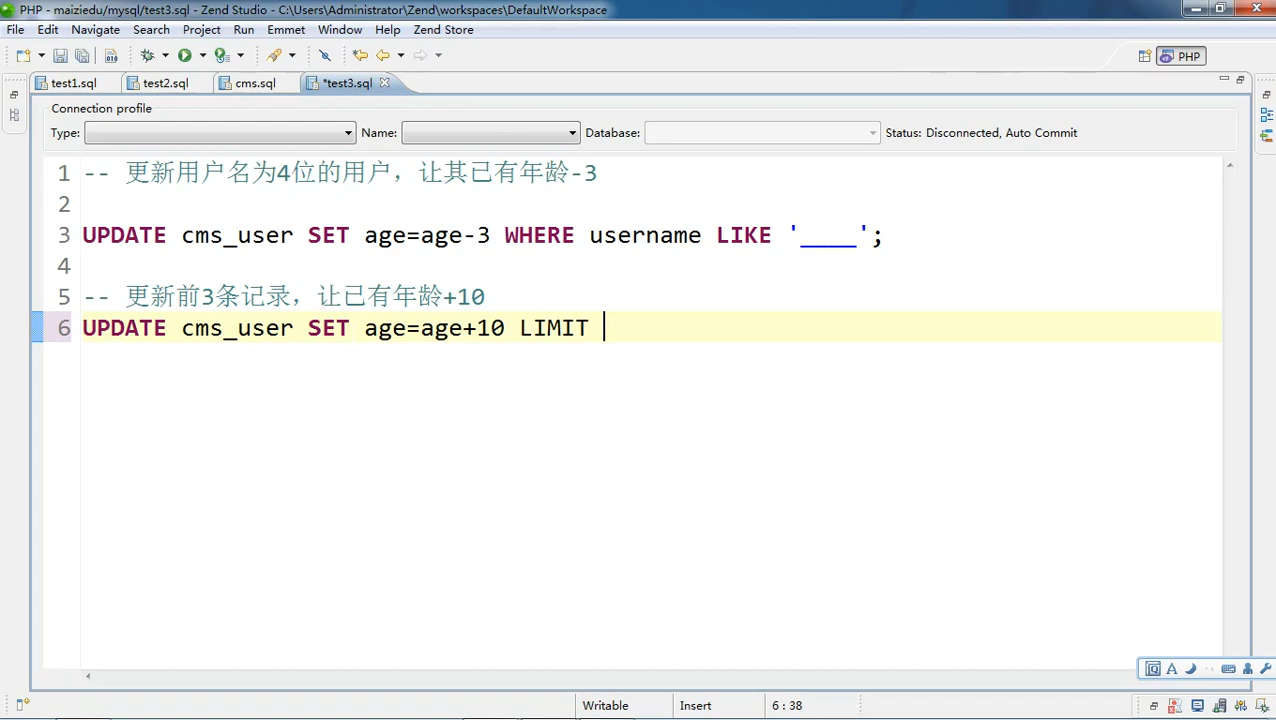 PHP - maiziedu/mysql/test3.sql - Zend Studio - C:\Users\Administrator\Zend\workspaces\DefaultWorkspace
File Edit Navigate Search Project Run Emmet Window Help Zend Store
PHP
test1.sql test2.sql cms.sql *test3.sql
Connection profile
Type: Name: Database: Status: Disconnected, Auto Commit
1 -- 更新用户名为4位的用户，让其已有年龄-3
2
3 UPDATE cms_user SET age=age-3 WHERE username LIKE '____';
4
5 -- 更新前3条记录，让已有年龄+10
6 UPDATE cms_user SET age=age+10 LIMIT
Writable Insert 6 : 38